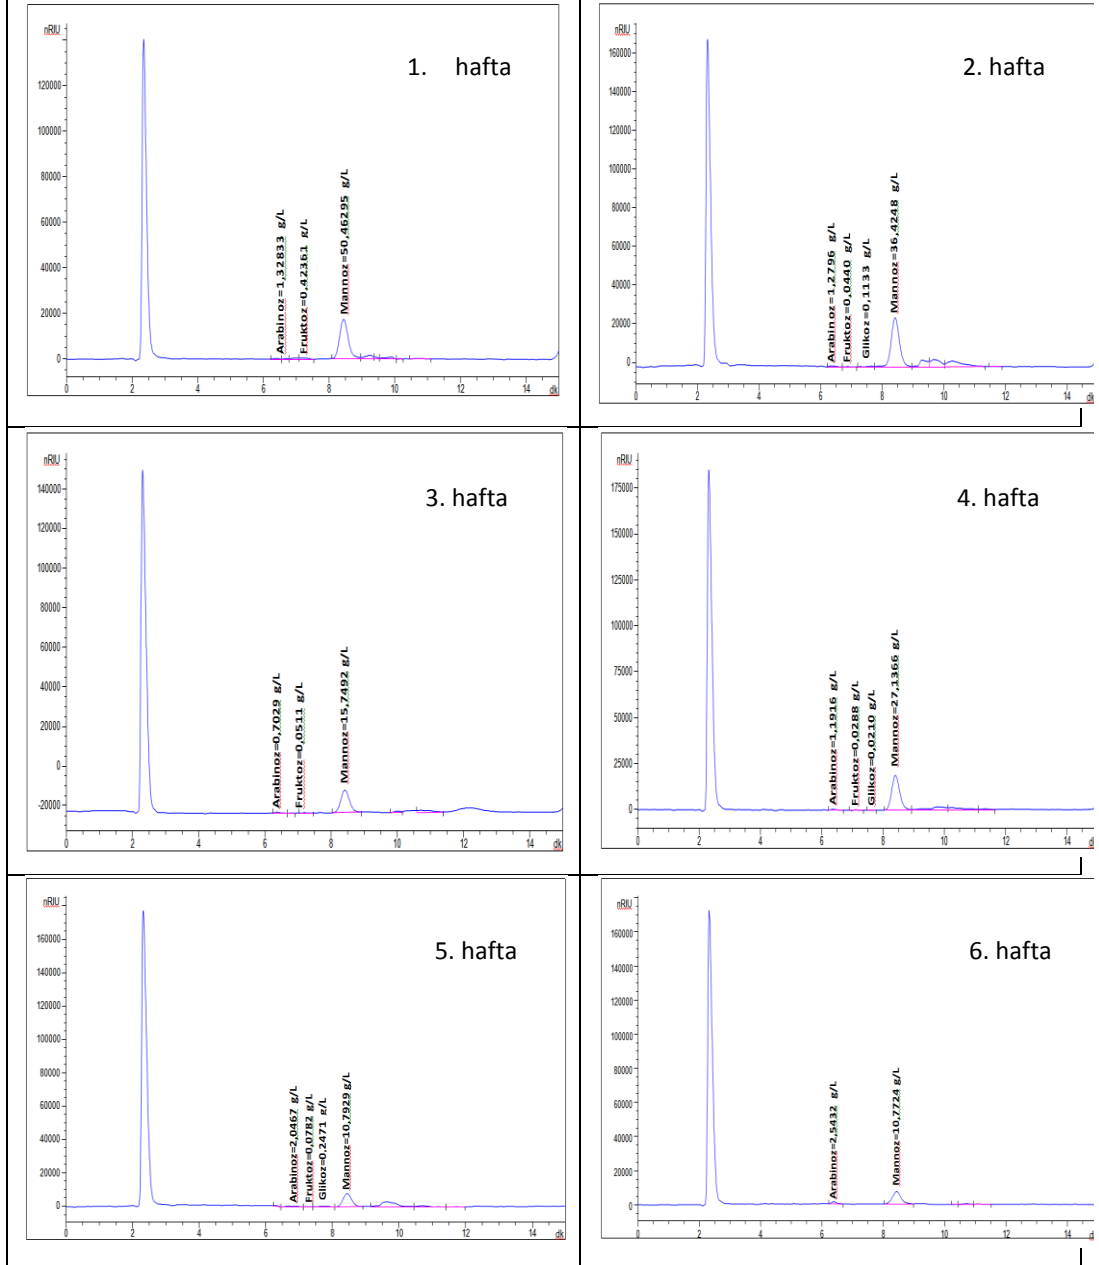 nRIU
1. hafta
120000
100000
80000
60000
40000
20000
0
Arabinoz=1,32833 g/L
Fruktoz=0,42361 g/L
Mannoz=50,46295 g/L
0 2 4 6 8 10 12 14 dk
nRIU
2. hafta
160000
140000
120000
100000
80000
60000
40000
20000
0
Arabinoz=1,2796 g/L
Fruktoz=0,0440 g/L
Glikoz=0,1133 g/L
Mannoz=36,4248 g/L
0 2 4 6 8 10 12 14 dk
nRIU
3. hafta
140000
120000
100000
80000
60000
40000
20000
0
-20000
Arabinoz=0,7029 g/L
Fruktoz=0,0511 g/L
Mannoz=15,7492 g/L
0 2 4 6 8 10 12 14
nRIU
4. hafta
175000
150000
125000
100000
75000
50000
25000
0
Arabinoz=1,1916 g/L
Fruktoz=0,0288 g/L
Glikoz=0,0210 g/L
Mannoz=27,1366 g/L
0 2 4 6 8 10 12 14 dk
nRIU
5. hafta
160000
140000
120000
100000
80000
60000
40000
20000
0
Arabinoz=2,0467 g/L
Fruktoz=0,0782 g/L
Glikoz=0.2471 g/L
Mannoz=10,7929 g/L
0 2 4 6 8 10 12 14 dk
nRIU
6. hafta
160000
140000
120000
100000
80000
60000
40000
20000
0
Arabinoz=2,5432 g/L
Mannoz=10,7724 g/L
0 2 4 6 8 10 12 14 dk